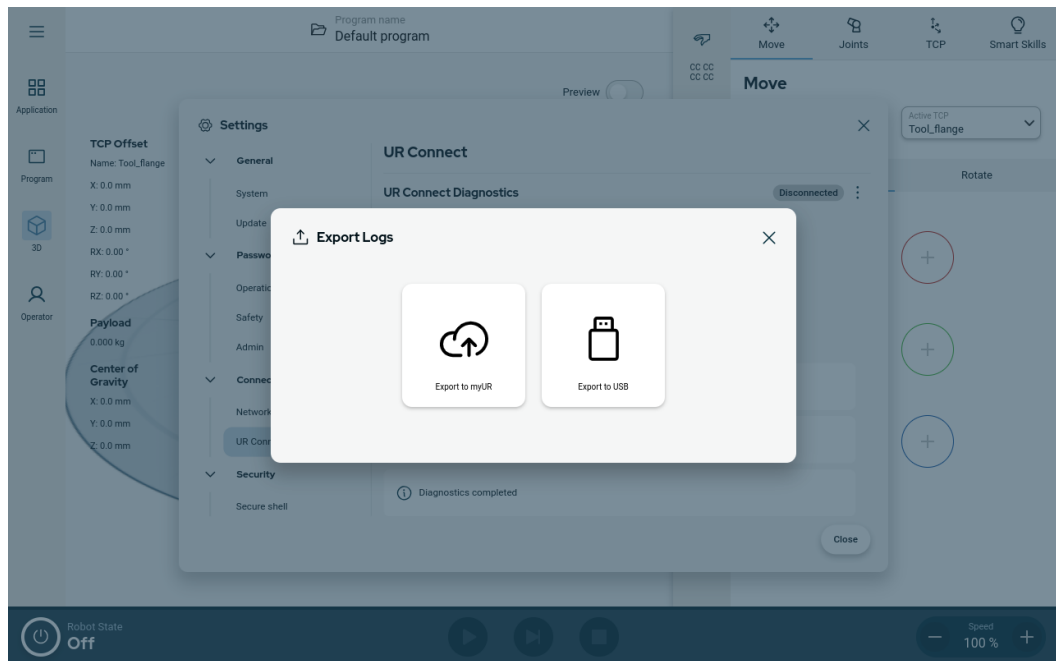 Program name
Default program
Move
Joints
TCP
Smart Skills
CC CC
CC CC
Application
Program
3D
Operator
Preview
Move
Active TCP
Tool_flange
Rotate
TCP Offset
Name: Tool_flange
X: 0.0 mm
Y: 0.0 mm
Z: 0.0 mm
RX: 0.00 °
RY: 0.00 °
RZ: 0.00 °
Payload
0.000 kg
Center of
Gravity
X: 0.0 mm
Y: 0.0 mm
Z: 0.0 mm
Settings
General
System
Update
Passwo
Operatio
Safety
Admin
Connec
Network
UR Conn
Security
Secure shell
UR Connect
UR Connect Diagnostics
Disconnected
Export Logs
Export to myUR
Export to USB
Diagnostics completed
Close
Robot State
Off
Speed
100 %